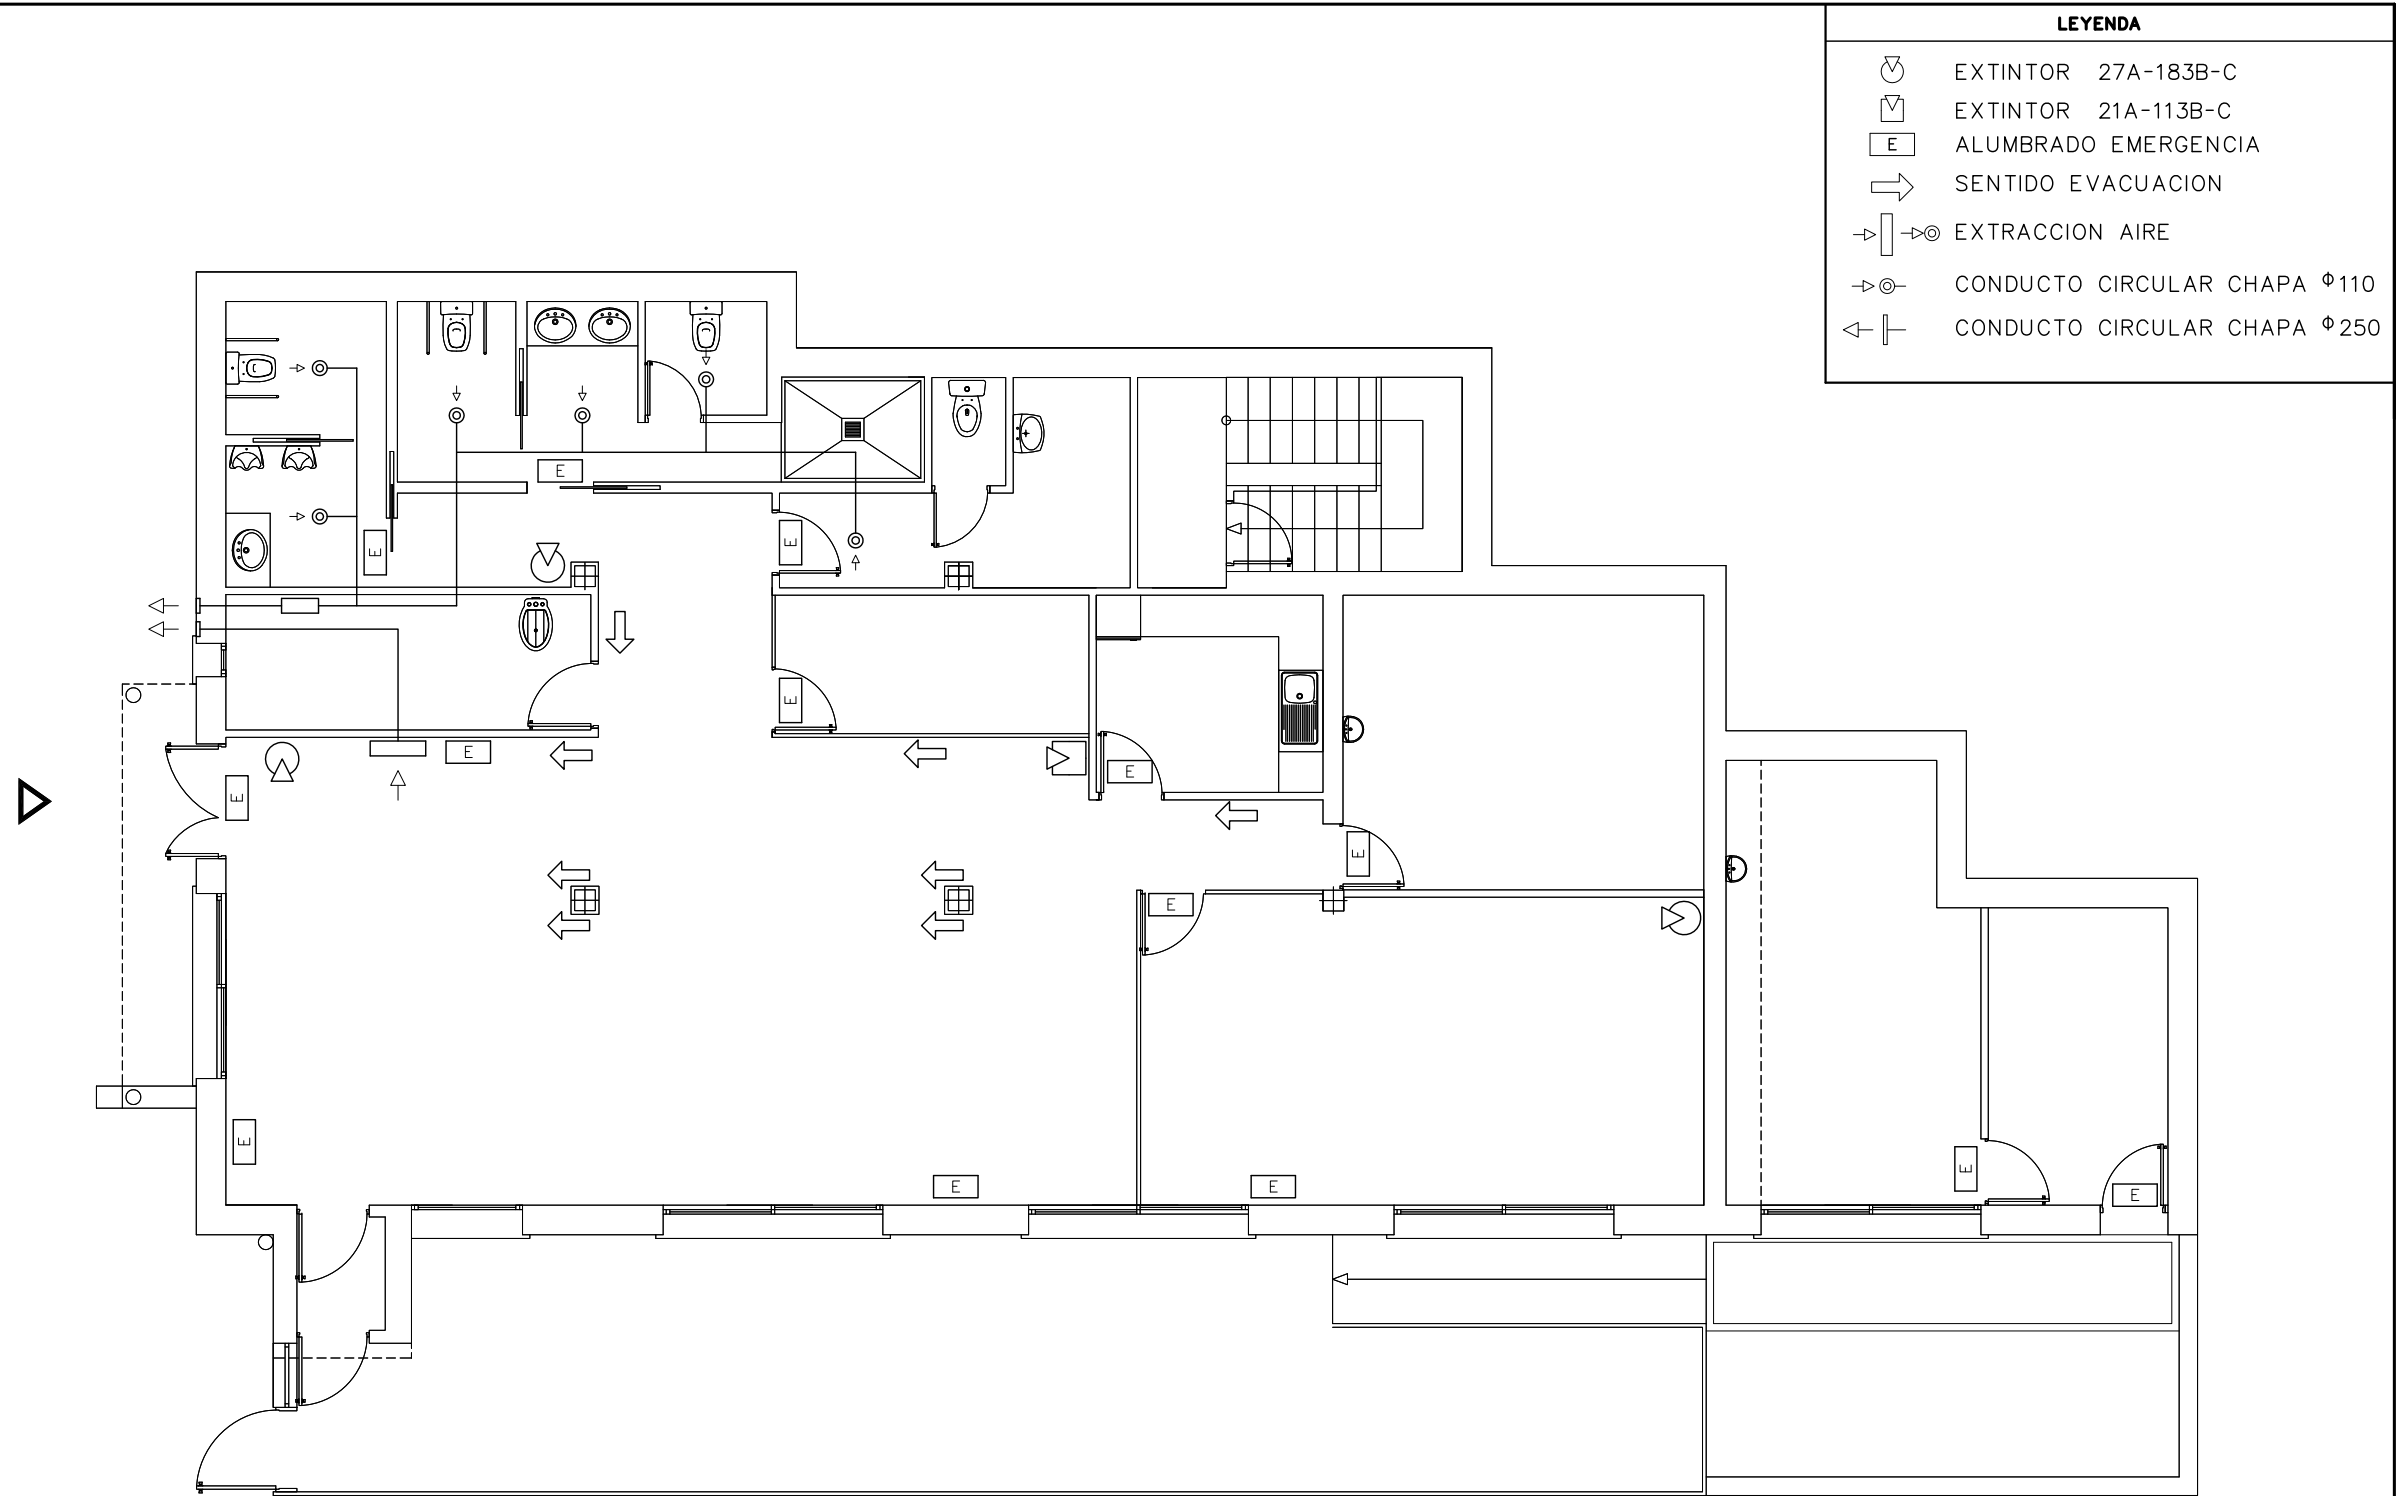 LEYENDA
EXTINTOR 27A-183B-C
EXTINTOR 21A-113B-C
E ALUMBRADO EMERGENCIA
SENTIDO EVACUACION
EXTRACCION AIRE
CONDUCTO CIRCULAR CHAPA Φ110
CONDUCTO CIRCULAR CHAPA Φ250
E
E
E
E
E
E
E
E
E
E
E
E
E
E